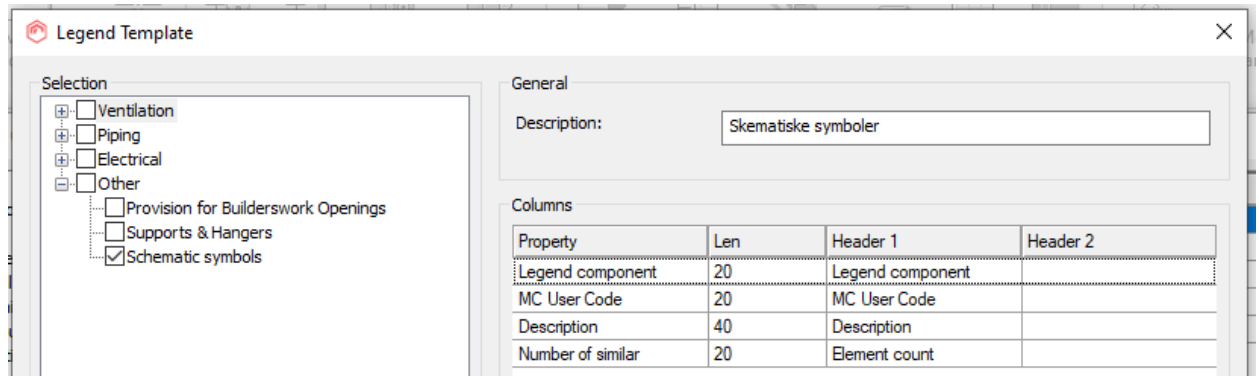 Legend Template
Selection
Ventilation
Piping
Electrical
Other
Provision for Builderswork Openings
Supports & Hangers
Schematic symbols
General
Description: Skematiske symboler
Columns
Property Len Header 1 Header 2
Legend component 20 Legend component
MC User Code 20 MC User Code
Description 40 Description
Number of similar 20 Element count